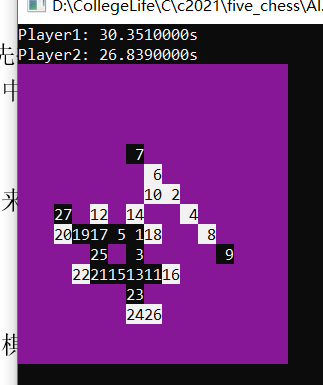 D:\CollegeLife\C\c2021\five_chess\AI.
Player1: 30.3510000s
Player2: 26.8390000s
先
中
7
6
10 2
来
27 12 14 4
20 19 17 5 1 18 8
25 3 9
22 21 15 13 11 16
23
24 26
棋